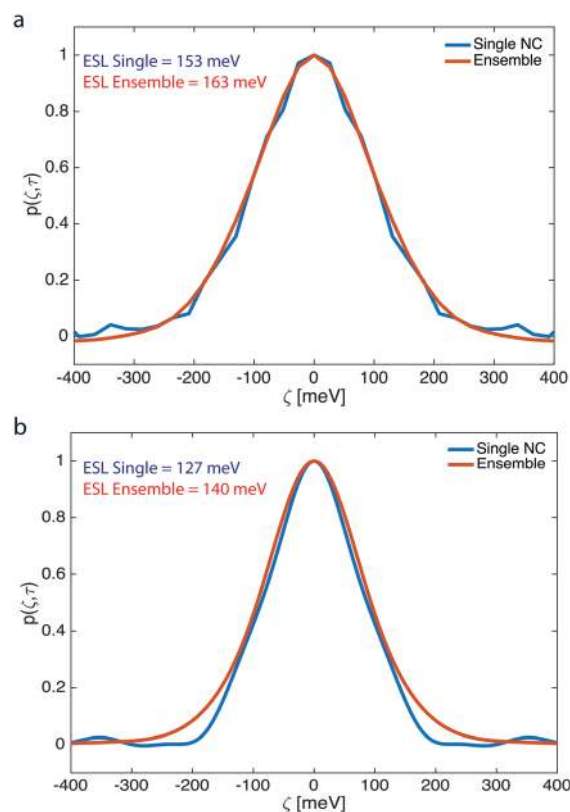 a
ESL Single = 153 meV
ESL Ensemble = 163 meV
Single NC
Ensemble
p(ζ,τ)
1
0.8
0.6
0.4
0.2
0
-400 -300 -200 -100 0 100 200 300 400
ζ [meV]
b
ESL Single = 127 meV
ESL Ensemble = 140 meV
Single NC
Ensemble
p(ζ,τ)
1
0.8
0.6
0.4
0.2
0
-400 -300 -200 -100 0 100 200 300 400
ζ [meV]